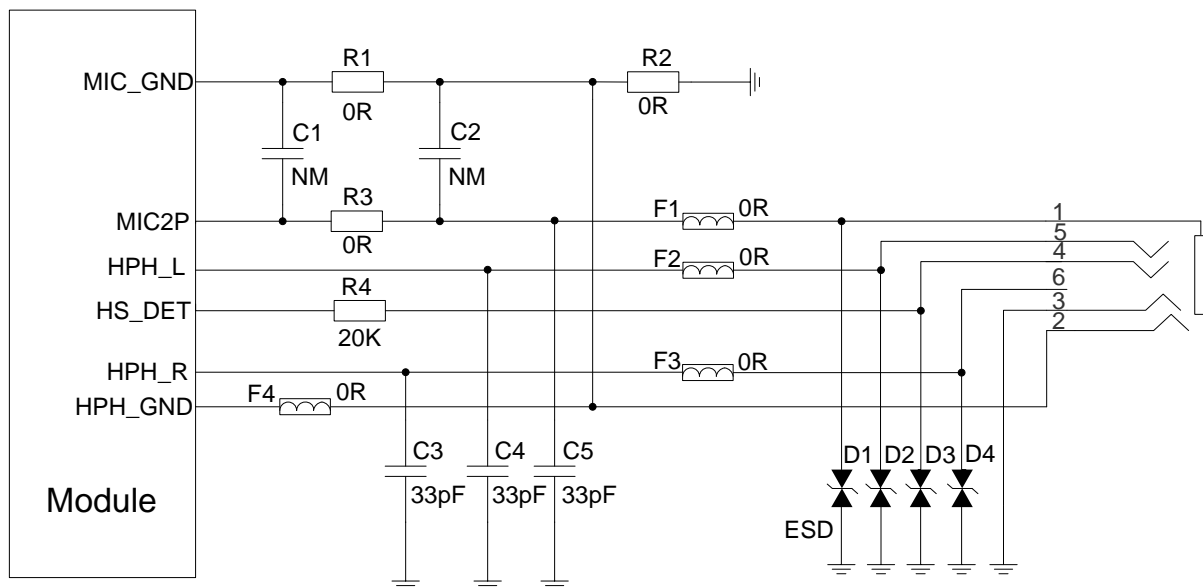 R1
R2
MIC_GND
0R
0R
C1
C2
NM
NM
R3
MIC2P
0R
F1
0R
1
5
HPH_L
F2
0R
4
R4
6
HS_DET
20K
3
2
HPH_R
F3
0R
HPH_GND
F4
0R
C3
C4
C5
D1
D2
D3
D4
33pF
33pF
33pF
Module
ESD